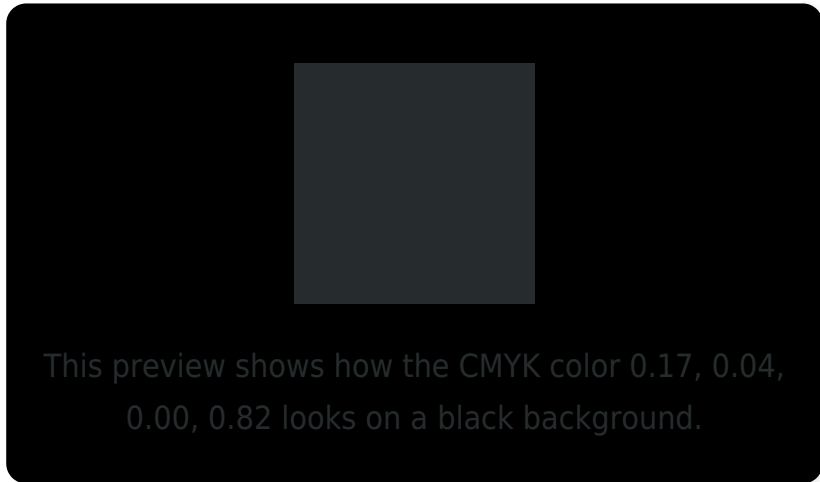 This preview shows how the CMYK color 0.17, 0.04,
0.00, 0.82 looks on a black background.